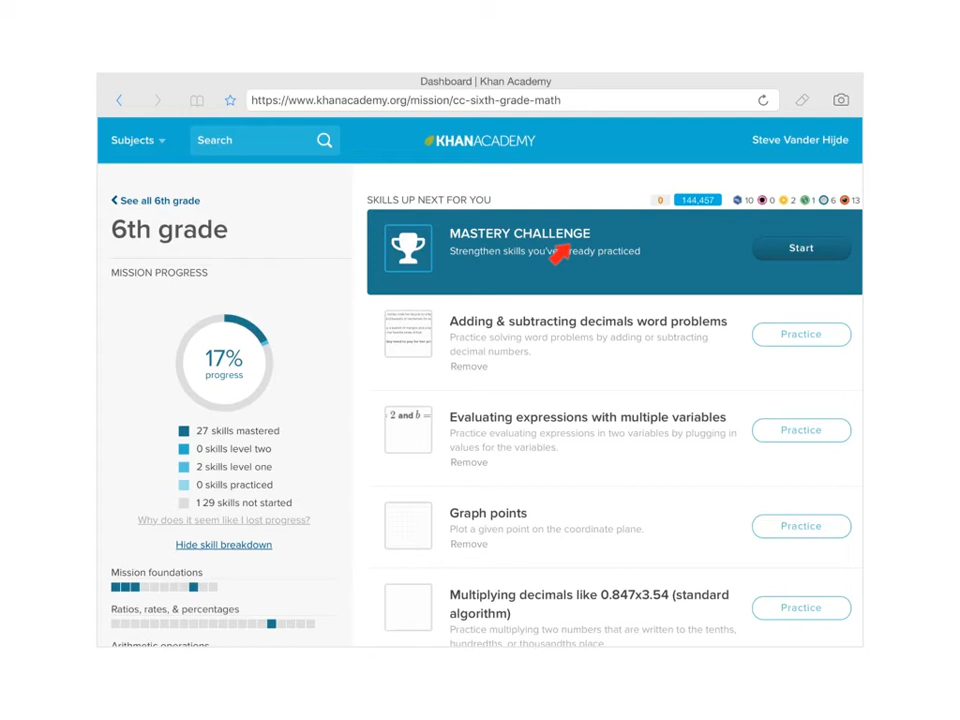 Dashboard | Khan Academy
https://www.khanacademy.org/mission/cc-sixth-grade-math
Subjects
Search
KHANACADEMY
Steve Vander Hijde
See all 6th grade
6th grade
MISSION PROGRESS
17%
progress
27 skills mastered
0 skills level two
2 skills level one
0 skills practiced
129 skills not started
Why does it seem like I lost progress?
Hide skill breakdown
Mission foundations
Ratios, rates, & percentages
Arithmetic operations
SKILLS UP NEXT FOR YOU
0 144,457 10 0 2 1 6 13
MASTERY CHALLENGE
Strengthen skills you've already practiced
Start
Adding & subtracting decimals word problems
Practice solving word problems by adding or subtracting
decimal numbers.
Remove
Practice
2 and b =
Evaluating expressions with multiple variables
Practice evaluating expressions in two variables by plugging in
values for the variables.
Remove
Practice
Graph points
Plot a given point on the coordinate plane.
Remove
Practice
Multiplying decimals like 0.847x3.54 (standard
algorithm)
Practice multiplying two numbers that are written to the tenths,
hundredths, or thousandths place.
Practice